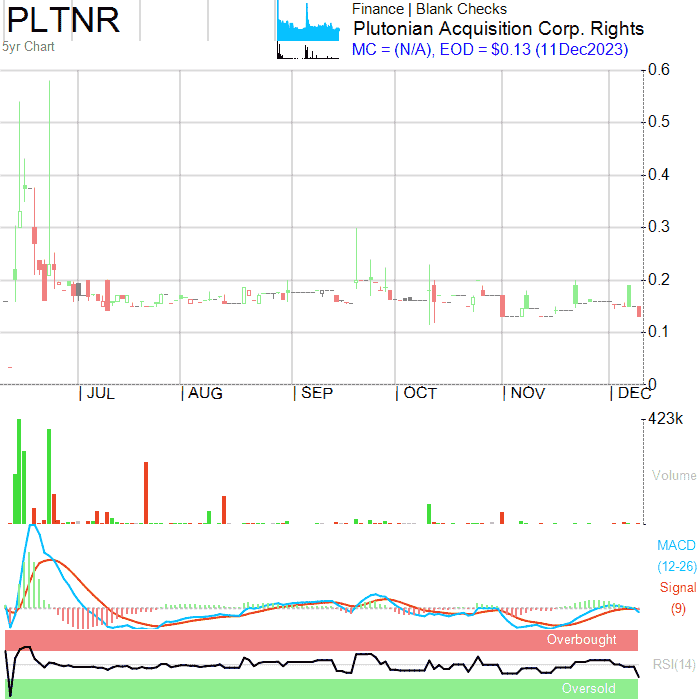 PLTNR
5yr Chart
Finance | Blank Checks
Plutonian Acquisition Corp. Rights
MC = (N/A), EOD = $0.13 (11Dec2023)
0.6
0.5
0.4
0.3
0.2
0.1
0
| JUL | AUG | SEP | OCT | NOV | DEC
423k
Volume
MACD
(12-26)
Signal
(9)
Overbought
RSI(14)
Oversold